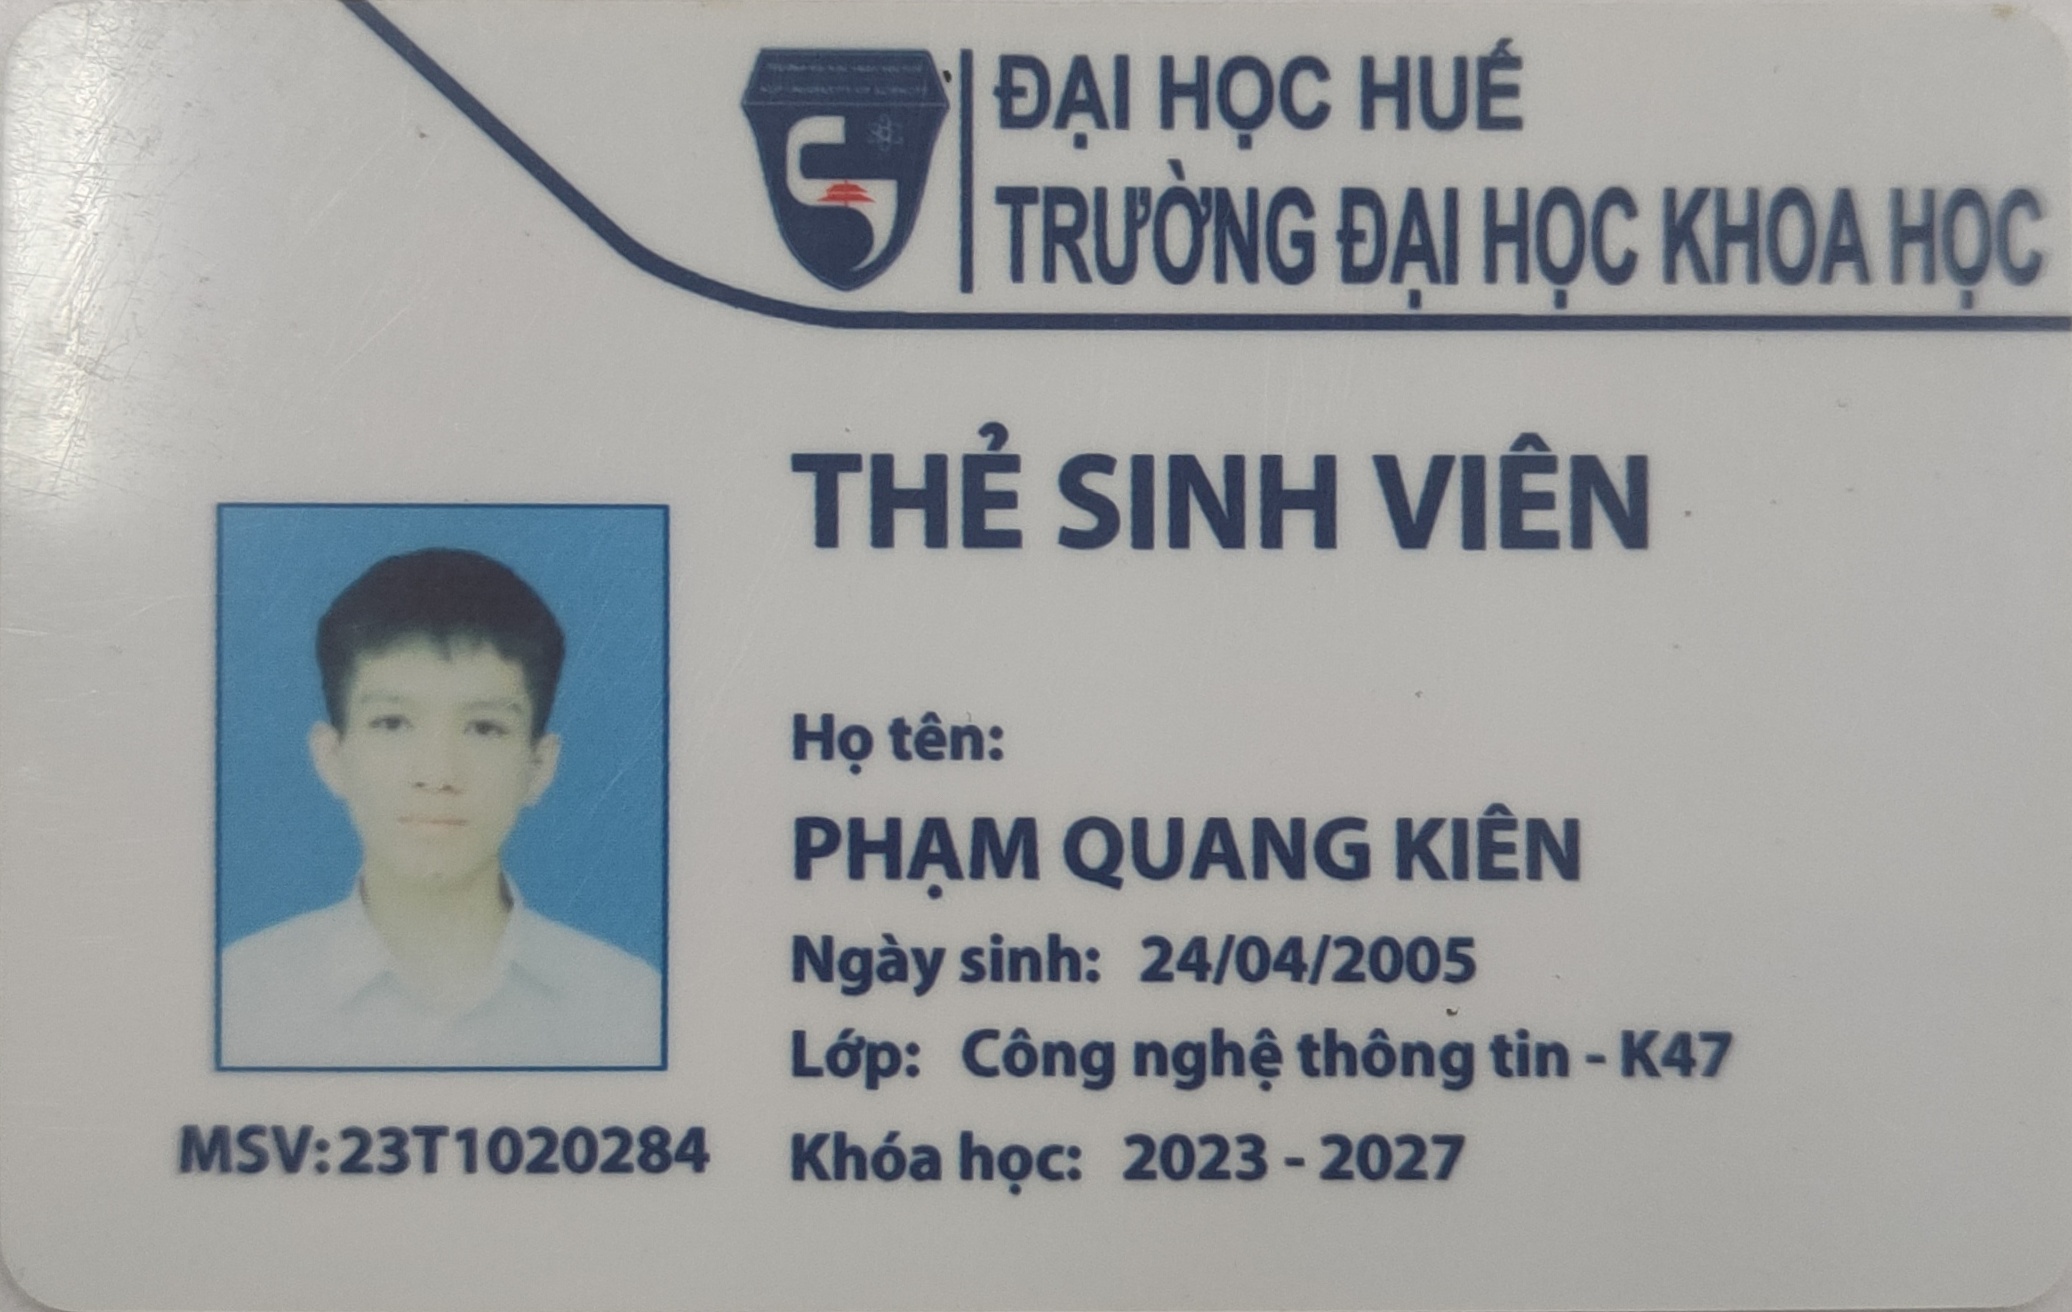 ĐẠI HỌC HUẾ
TRƯỜNG ĐẠI HỌC KHOA HỌC
THẺ SINH VIÊN
Họ tên:
PHẠM QUANG KIÊN
Ngày sinh: 24/04/2005
Lớp: Công nghệ thông tin - K47
Khóa học: 2023 - 2027
MSV:23T1020284